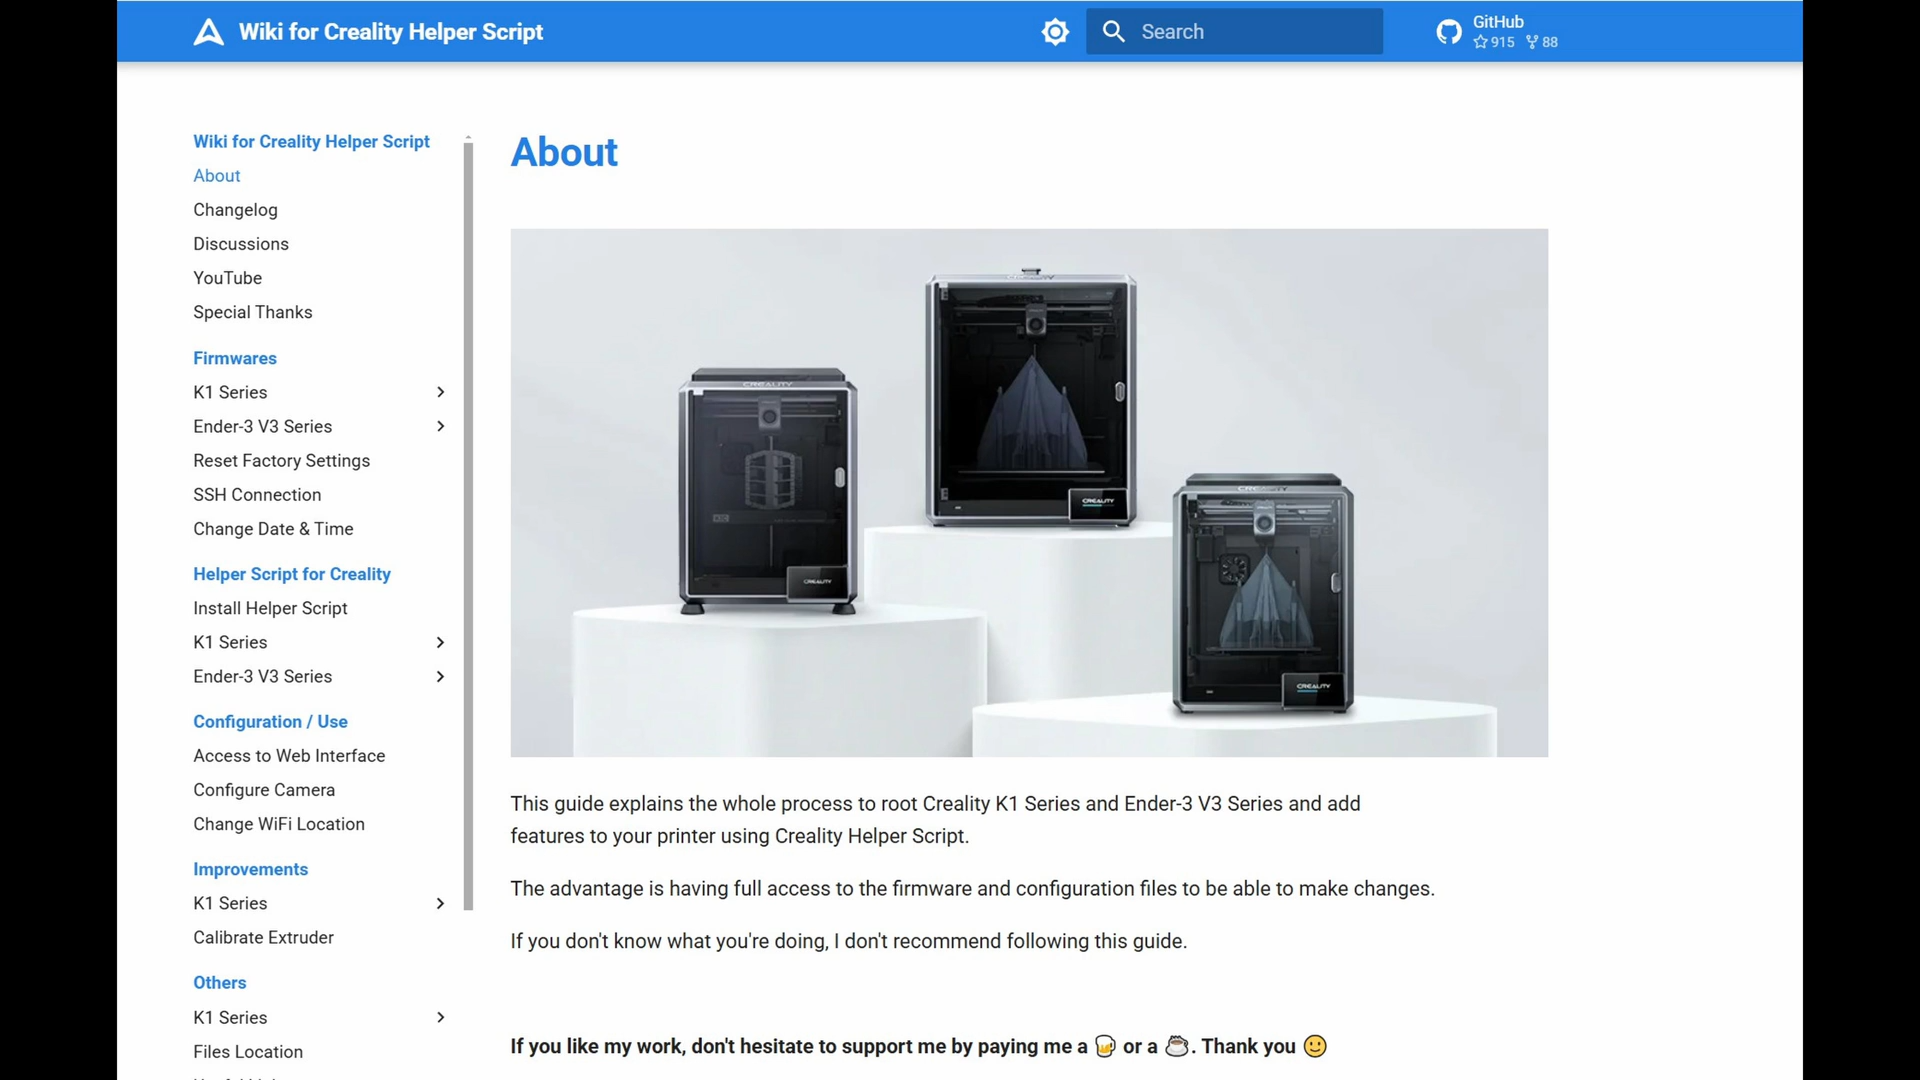 Wiki for Creality Helper Script
Search
GitHub
915 88
Wiki for Creality Helper Script
About
Changelog
Discussions
YouTube
Special Thanks
Firmwares
K1 Series
Ender-3 V3 Series
Reset Factory Settings
SSH Connection
Change Date & Time
Helper Script for Creality
Install Helper Script
K1 Series
Ender-3 V3 Series
Configuration / Use
Access to Web Interface
Configure Camera
Change WiFi Location
Improvements
K1 Series
Calibrate Extruder
Others
K1 Series
Files Location
About
CREALITY
CREALITY
CREALITY
CREALITY
CREALITY
CREALITY
This guide explains the whole process to root Creality K1 Series and Ender-3 V3 Series and add
features to your printer using Creality Helper Script.
The advantage is having full access to the firmware and configuration files to be able to make changes.
If you don't know what you're doing, I don't recommend following this guide.
If you like my work, don't hesitate to support me by paying me a 🍺 or a ☕. Thank you 🙂